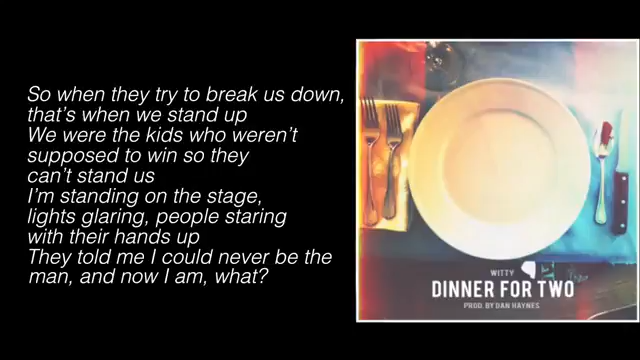 So when they try to break us down,
that's when we stand up
We were the kids who weren't
supposed to win so they
can't stand us
I'm standing on the stage,
lights glaring, people staring
with their hands up
They told me I could never be the
man, and now I am, what?
WITTY
DINNER FOR TWO
PROD. BY DAN HAYNES